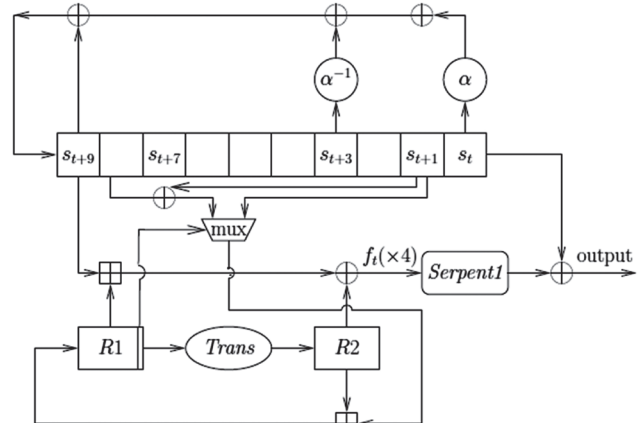 α⁻¹ α
s_{t+9} s_{t+7} s_{t+3} s_{t+1} s_t
mux
f_t(×4) Serpent1 output
R1 Trans R2